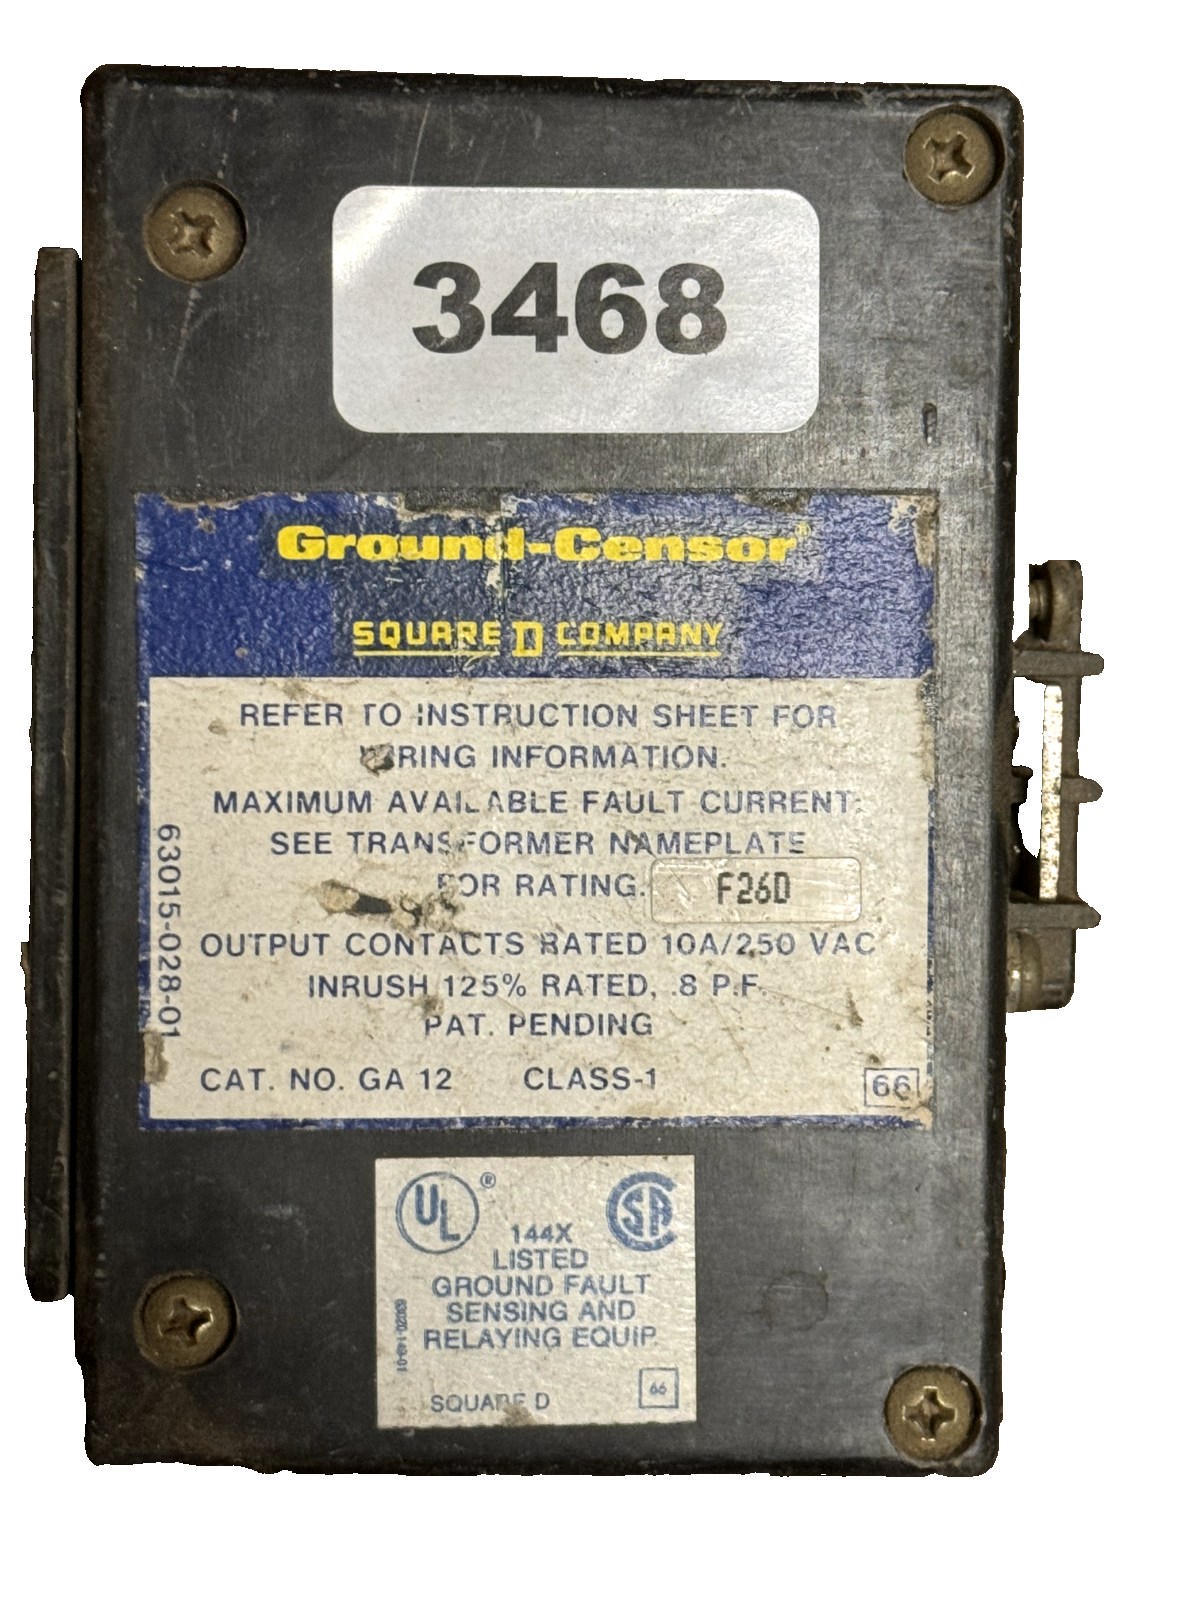 3468
Ground-Censor®
SQUARE D COMPANY
REFER TO INSTRUCTION SHEET FOR
WIRING INFORMATION.
MAXIMUM AVAILABLE FAULT CURRENT:
SEE TRANSFORMER NAMEPLATE
FOR RATING.
F26D
OUTPUT CONTACTS RATED 10A/250 VAC
INRUSH 125% RATED, .8 P.F.
PAT. PENDING
CAT. NO. GA 12 CLASS-1
66
63015-028-01
UL ®
SA
144X
LISTED
GROUND FAULT
SENSING AND
RELAYING EQUIP.
SQUARE D
66